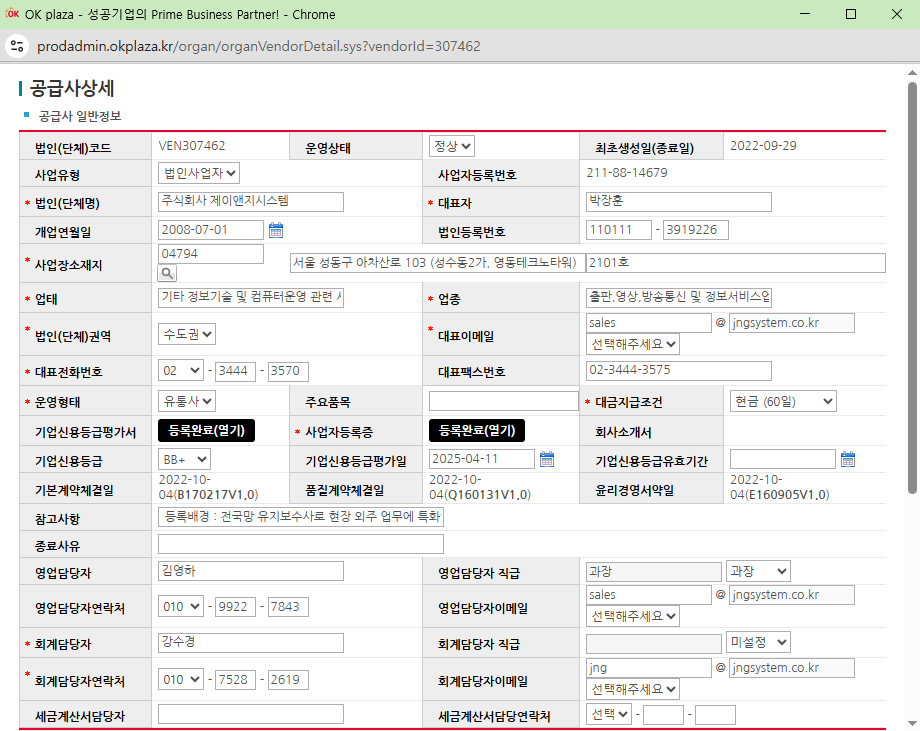 OK plaza - 성공기업의 Prime Business Partner! - Chrome
prodadmin.okplaza.kr/organ/organVendorDetail.sys?vendorId=307462
공급사상세
공급사 일반정보
법인(단체)코드 VEN307462 운영상태 정상 최초생성일(종료일) 2022-09-29
사업유형 법인사업자 사업자등록번호 211-88-14679
* 법인(단체명) 주식회사 제이앤지시스템 * 대표자 박장훈
개업연월일 2008-07-01 법인등록번호 110111 - 3919226
* 사업장소재지 04794 서울 성동구 아차산로 103 (성수동2가, 영동테크노타워) 2101호
* 업태 기타 정보기술 및 컴퓨터운영 관련 * 업종 출판,영상,방송통신 및 정보서비스업
* 법인(단체)권역 수도권 * 대표이메일 sales @ jngsystem.co.kr
선택해주세요
* 대표전화번호 02 - 3444 - 3570 대표팩스번호 02-3444-3575
* 운영형태 유통사 주요품목 * 대금지급조건 현금 (60일)
기업신용등급평가서 등록완료(열기) * 사업자등록증 등록완료(열기) 회사소개서
기업신용등급 BB+ 기업신용등급평가일 2025-04-11 기업신용등급유효기간
기본계약체결일 2022-10-04(B170217V1.0) 품질계약체결일 2022-10-04(Q160131V1.0) 윤리경영서약일 2022-10-04(E160905V1.0)
참고사항 등록배경 : 전국망 유지보수사로 현장 외주 업무에 특화
종료사유
영업담당자 김영하 영업담당자 직급 과장 과장
영업담당자연락처 010 - 9922 - 7843 영업담당자이메일 sales @ jngsystem.co.kr
선택해주세요
* 회계담당자 강수경 회계담당자 직급 미설정
* 회계담당자연락처 010 - 7528 - 2619 회계담당자이메일 jng @ jngsystem.co.kr
선택해주세요
세금계산서담당자 세금계산서담당연락처 선택 - -